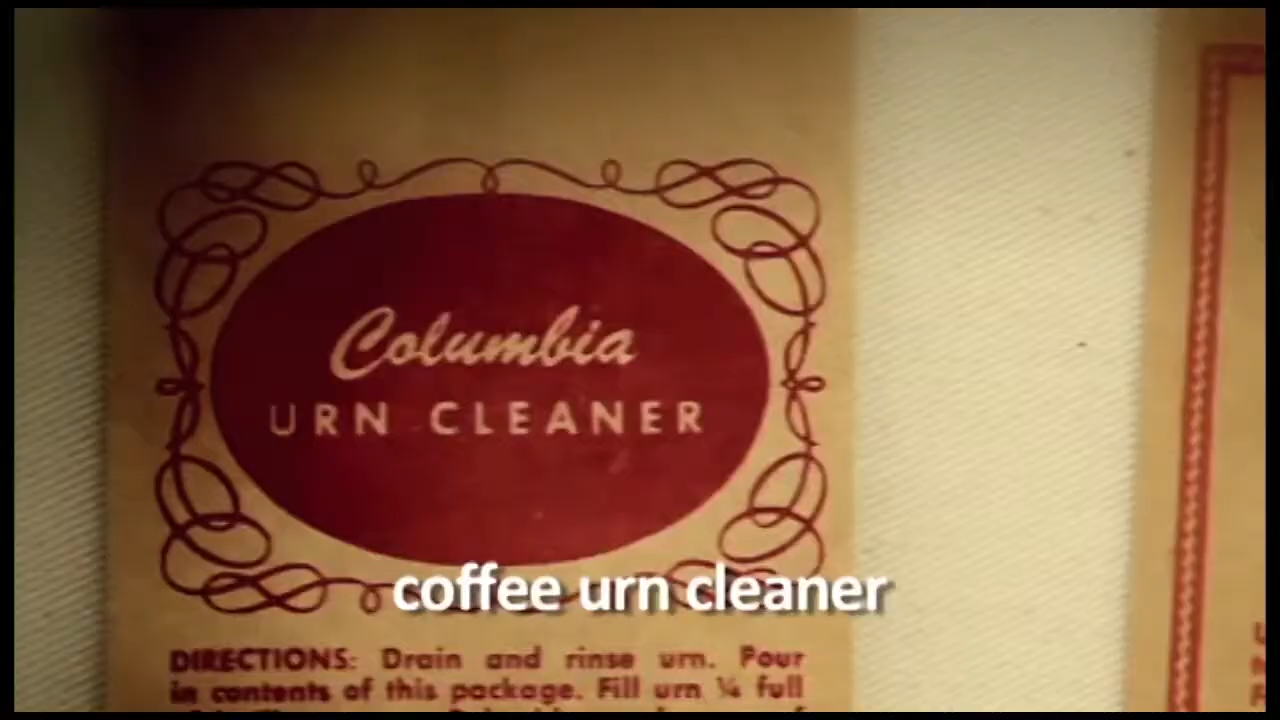 Columbia
URN CLEANER
coffee urn cleaner
DIRECTIONS: Drain and rinse urn. Pour
in contents of this package. Fill urn ¼ full